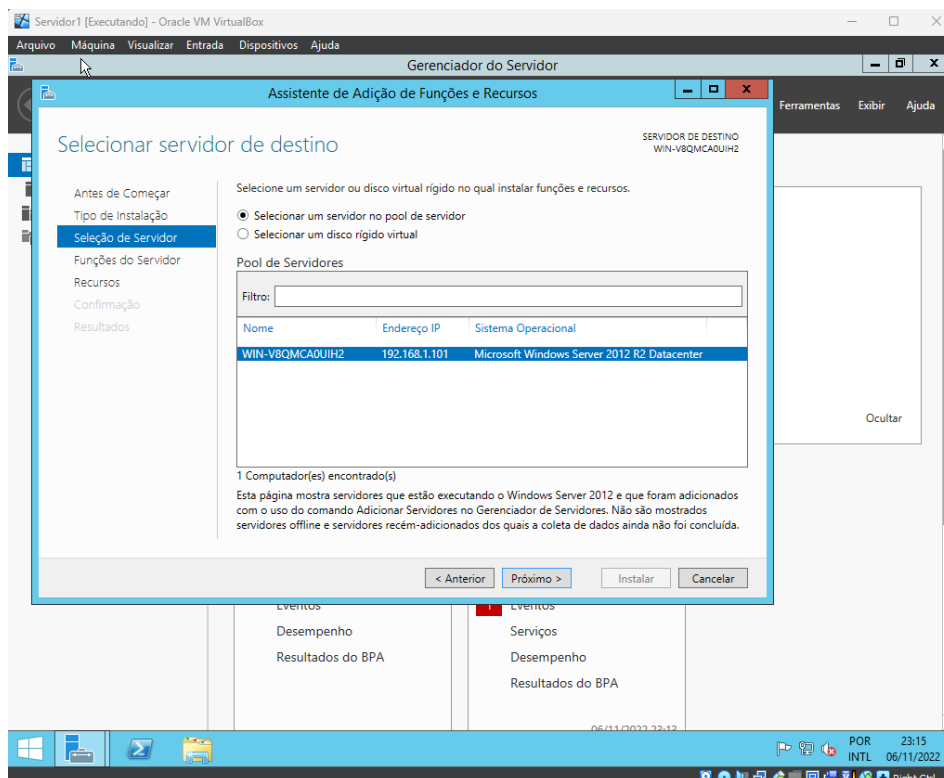 Servidor1 [Executando] - Oracle VM VirtualBox
Arquivo Máquina Visualizar Entrada Dispositivos Ajuda
Gerenciador do Servidor
Assistente de Adição de Funções e Recursos
Ferramentas Exibir Ajuda
Selecionar servidor de destino
SERVIDOR DE DESTINO
WIN-V8QMCA0UIH2
Antes de Começar
Tipo de Instalação
Seleção de Servidor
Funções do Servidor
Recursos
Confirmação
Resultados
Selecione um servidor ou disco virtual rígido no qual instalar funções e recursos.
Selecionar um servidor no pool de servidor
Selecionar um disco rígido virtual
Pool de Servidores
Filtro:
Nome Endereço IP Sistema Operacional
WIN-V8QMCA0UIH2 192.168.1.101 Microsoft Windows Server 2012 R2 Datacenter
1 Computador(es) encontrado(s)
Esta página mostra servidores que estão executando o Windows Server 2012 e que foram adicionados
com o uso do comando Adicionar Servidores no Gerenciador de Servidores. Não são mostrados
servidores offline e servidores recém-adicionados dos quais a coleta de dados ainda não foi concluída.
Ocultar
< Anterior Próximo > Instalar Cancelar
Eventos
Desempenho
Resultados do BPA
1 Eventos
Serviços
Desempenho
Resultados do BPA
06/11/2022 23:13
POR 23:15
INTL 06/11/2022
Right Ctrl